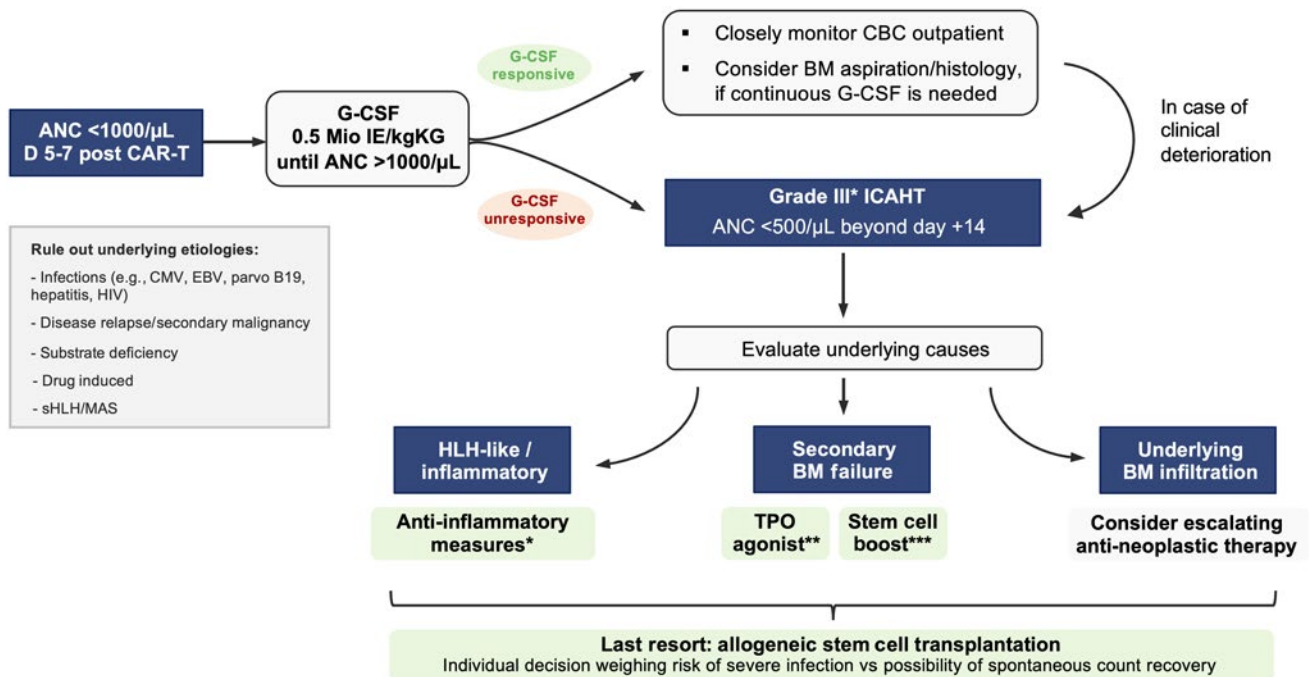 G-CSF
responsive
▪ Closely monitor CBC outpatient
▪ Consider BM aspiration/histology,
if continuous G-CSF is needed
ANC <1000/µL
D 5-7 post CAR-T
G-CSF
0.5 Mio IE/kgKG
until ANC >1000/µL
In case of
clinical
deterioration
G-CSF
unresponsive
Grade III* ICAHT
ANC <500/µL beyond day +14
Rule out underlying etiologies:
- Infections (e.g., CMV, EBV, parvo B19,
hepatitis, HIV)
- Disease relapse/secondary malignancy
- Substrate deficiency
- Drug induced
- sHLH/MAS
Evaluate underlying causes
HLH-like /
inflammatory
Anti-inflammatory
measures*
Secondary
BM failure
TPO
agonist**
Stem cell
boost***
Underlying
BM infiltration
Consider escalating
anti-neoplastic therapy
Last resort: allogeneic stem cell transplantation
Individual decision weighing risk of severe infection vs possibility of spontaneous count recovery